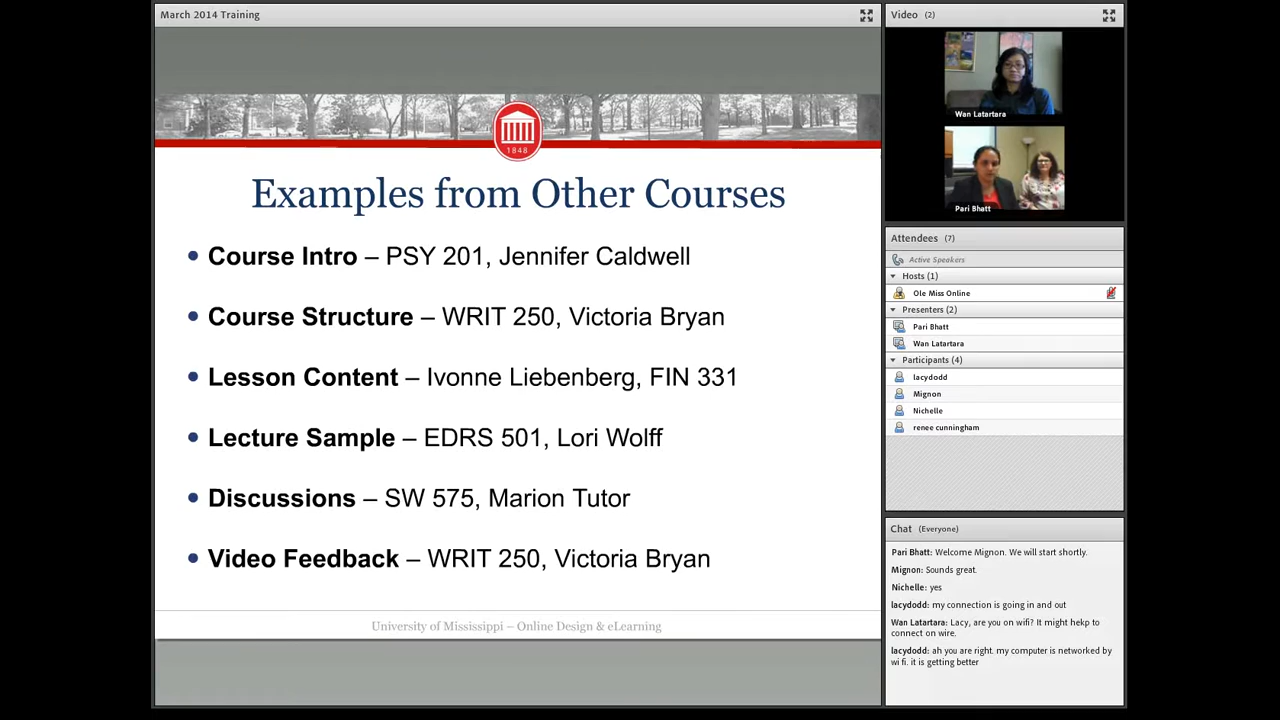 March 2014 Training
1848
Examples from Other Courses
• Course Intro – PSY 201, Jennifer Caldwell
• Course Structure – WRIT 250, Victoria Bryan
• Lesson Content – Ivonne Liebenberg, FIN 331
• Lecture Sample – EDRS 501, Lori Wolff
• Discussions – SW 575, Marion Tutor
• Video Feedback – WRIT 250, Victoria Bryan
University of Mississippi – Online Design & eLearning
Video (2)
Wan Latartara
Pari Bhatt
Attendees (7)
Active Speakers
Hosts (1)
Ole Miss Online
Presenters (2)
Pari Bhatt
Wan Latartara
Participants (4)
lacydodd
Mignon
Nichelle
renee cunningham
Chat (Everyone)
Pari Bhatt: Welcome Mignon. We will start shortly.
Mignon: Sounds great.
Nichelle: yes
lacydodd: my connection is going in and out
Wan Latartara: Lacy, are you on wifi? It might hekp to
connect on wire.
lacydodd: ah you are right. my computer is networked by
wi fi. it is getting better